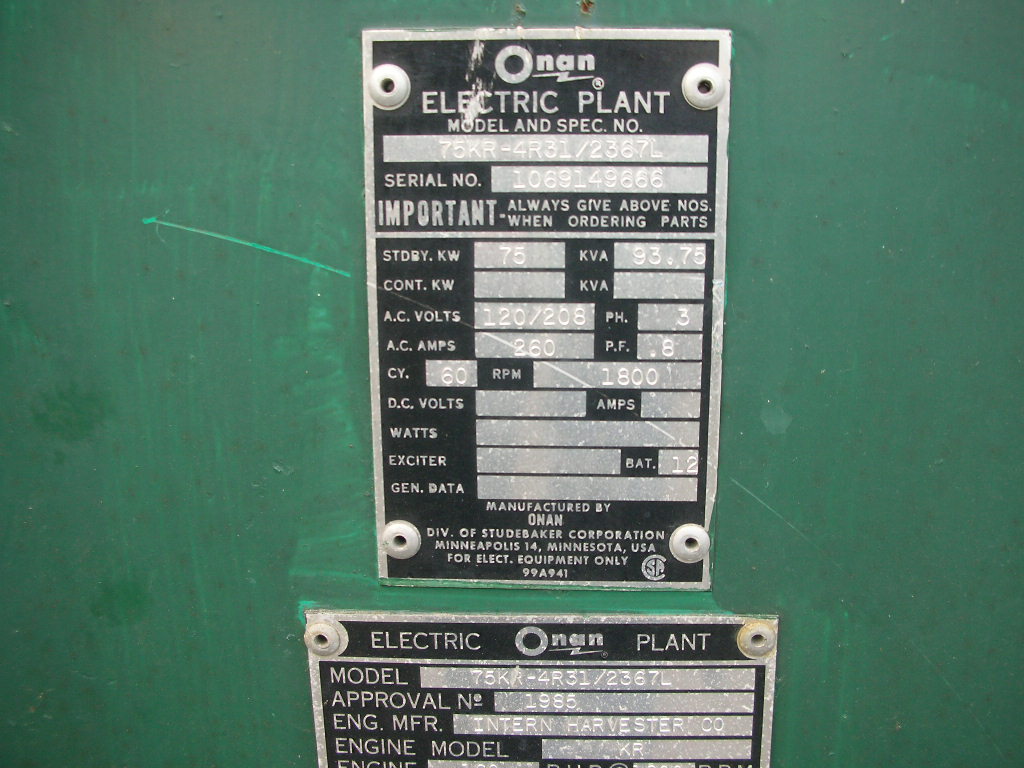 Onan ®
ELECTRIC PLANT
MODEL AND SPEC. NO.
75KR-4R31/2367L
SERIAL NO. 1069149666
IMPORTANT- ALWAYS GIVE ABOVE NOS.
WHEN ORDERING PARTS
STDBY. KW 75 KVA 93.75
CONT. KW KVA
A.C. VOLTS 120/208 PH. 3
A.C. AMPS 260 P.F. .8
CY. 60 RPM 1800
D.C. VOLTS AMPS
WATTS
EXCITER BAT. 12
GEN. DATA
MANUFACTURED BY
ONAN
DIV. OF STUDEBAKER CORPORATION
MINNEAPOLIS 14, MINNESOTA, USA
FOR ELECT. EQUIPMENT ONLY
99A941
ELECTRIC Onan PLANT
MODEL 75KR-4R31/2367L
APPROVAL Nº 1985
ENG. MFR. INTERN HARVESTER CO
ENGINE MODEL KR
ENGINE